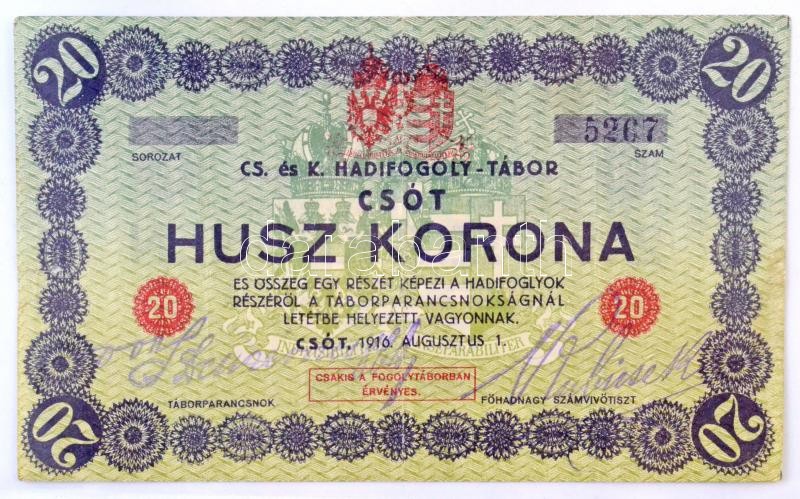 20 20
5267
SOROZAT SZAM
CS. és K. HADIFOGOLY-TÁBOR
CSÓT
HUSZ KORONA
ES ÖSSZEG EGY RÉSZÉT KÉPEZI A HADIFOGLYOK
RÉSZÉRŐL A TÁBORPARANCSNOKSÁGNÁL
LETÉTBE HELYEZETT VAGYONNAK.
20 20
CSÓT, 1916. AUGUSZTUS 1.
CSAKIS A FOGOLYTÁBORBAN
ÉRVÉNYES.
TÁBORPARANCSNOK FŐHADNAGY SZÁMVIVŐTISZT
20 20